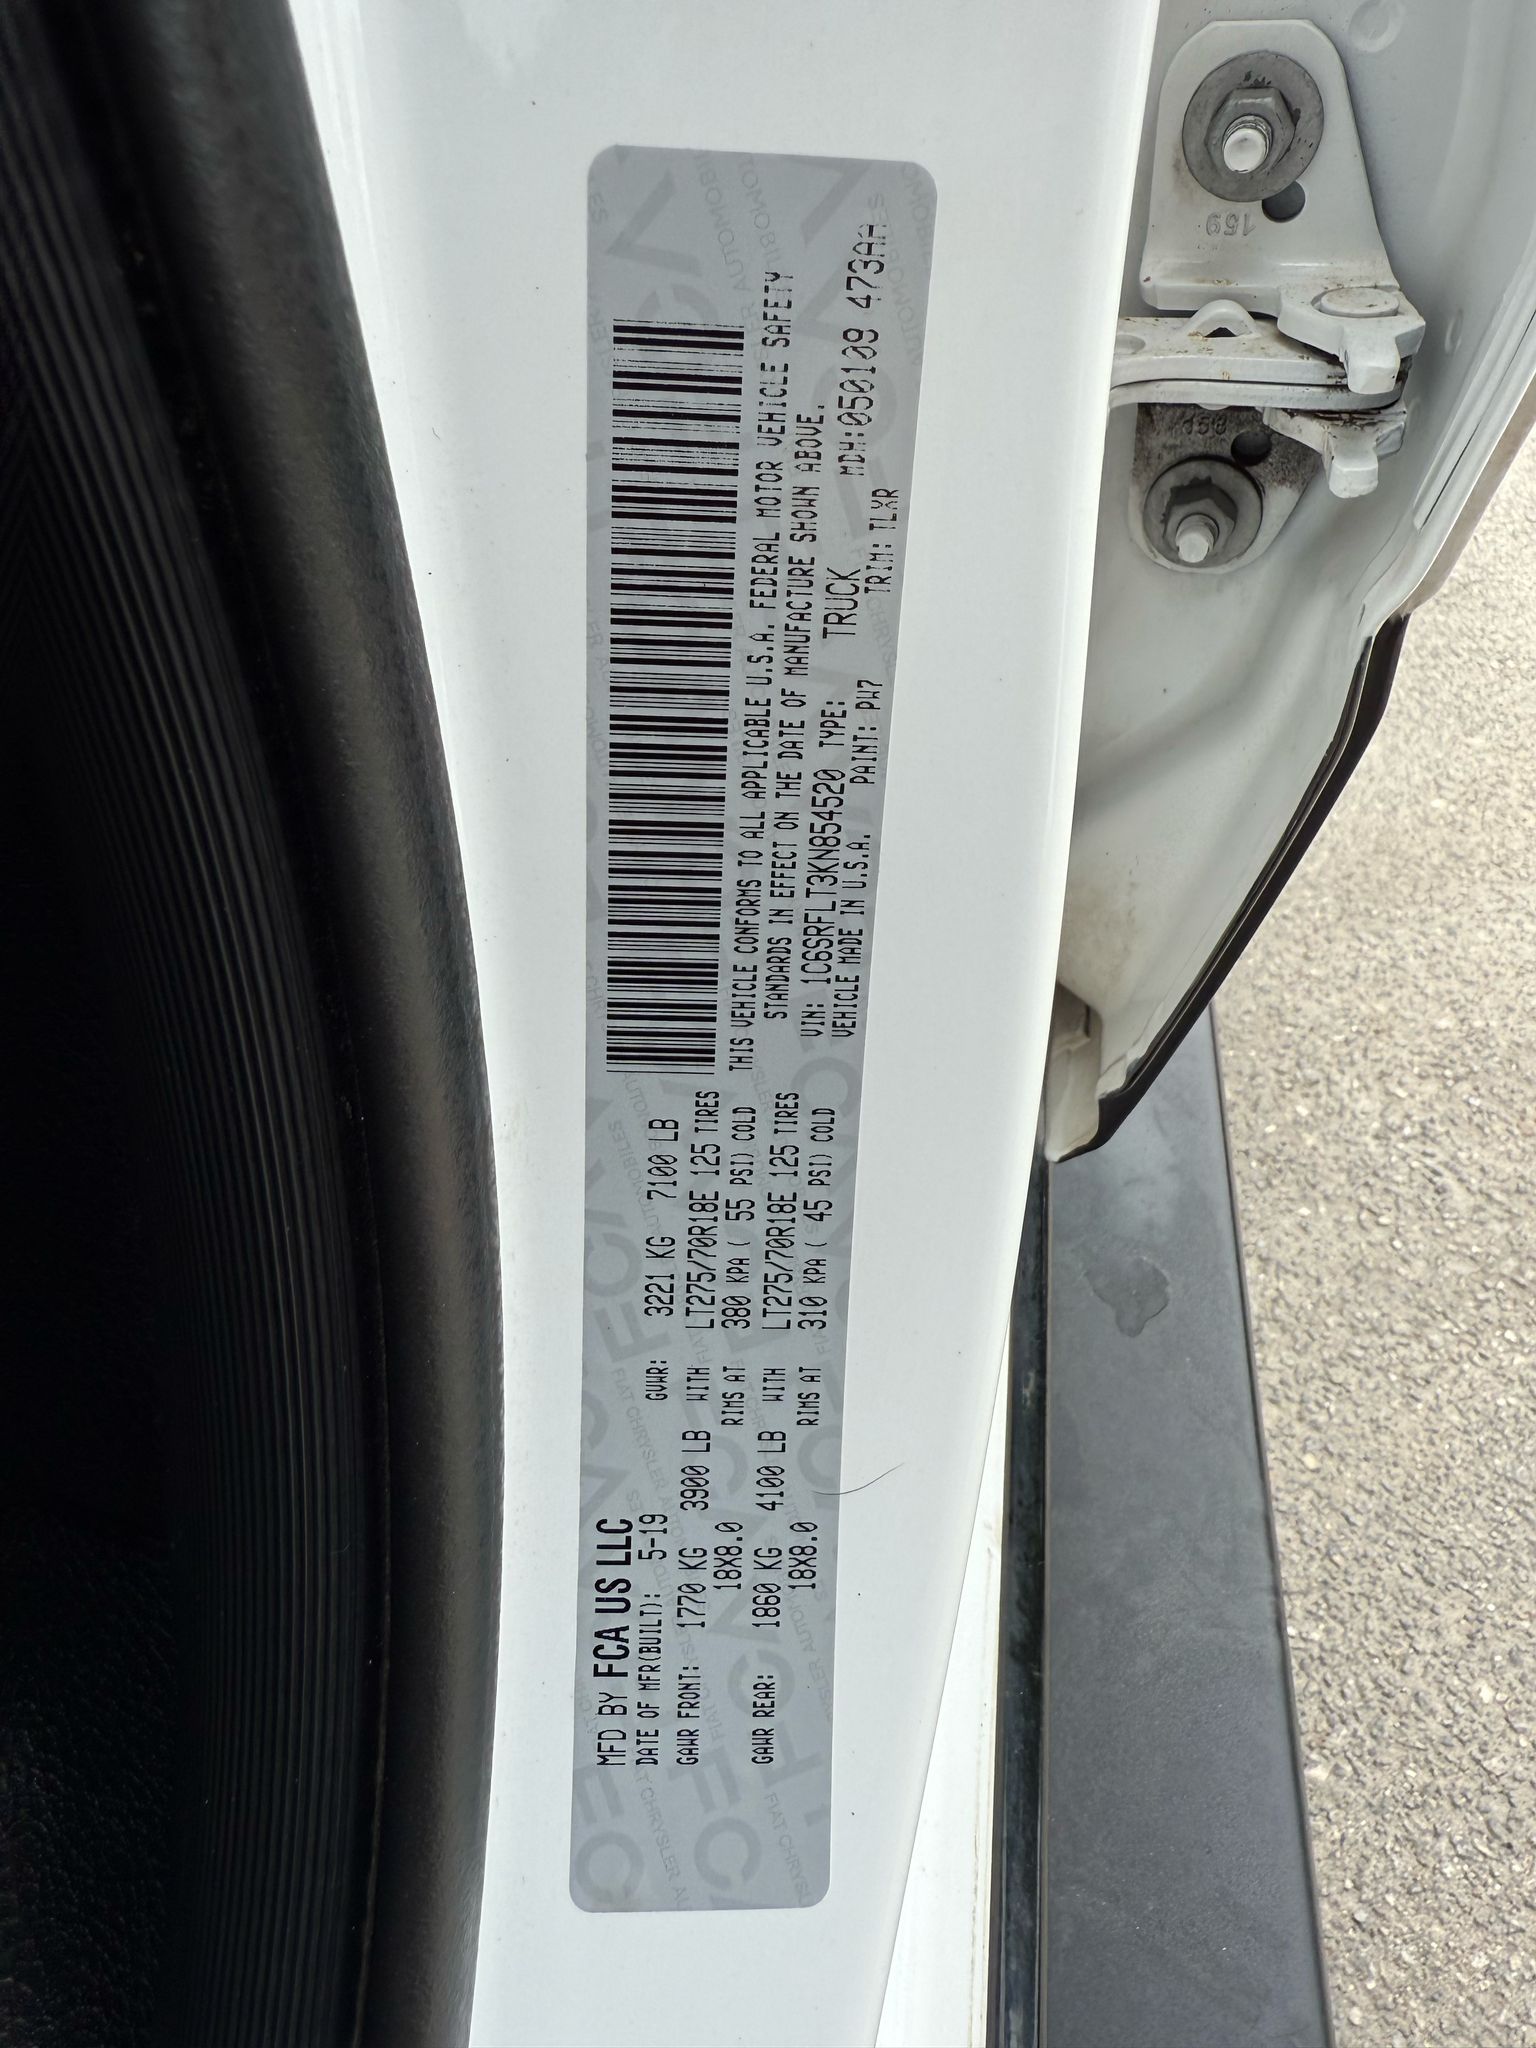 MFD BY FCA US LLC
DATE OF MFR(BUILT): 5-19 GVWR: 3221 KG 7100 LB
GAWR FRONT: 1770 KG 3900 LB WITH LT275/70R18E 125 TIRES
18X8.0 RIMS AT 380 KPA ( 55 PSI) COLD
GAWR REAR: 1860 KG 4100 LB WITH LT275/70R18E 125 TIRES
18X8.0 RIMS AT 310 KPA ( 45 PSI) COLD
THIS VEHICLE CONFORMS TO ALL APPLICABLE U.S.A. FEDERAL MOTOR VEHICLE SAFETY
STANDARDS IN EFFECT ON THE DATE OF MANUFACTURE SHOWN ABOVE.
VIN: 1C6SRFLT3KN854520 TYPE: TRUCK MDH:050109 473AA
VEHICLE MADE IN U.S.A. PAINT: PW7 TRIM: TLXR
159